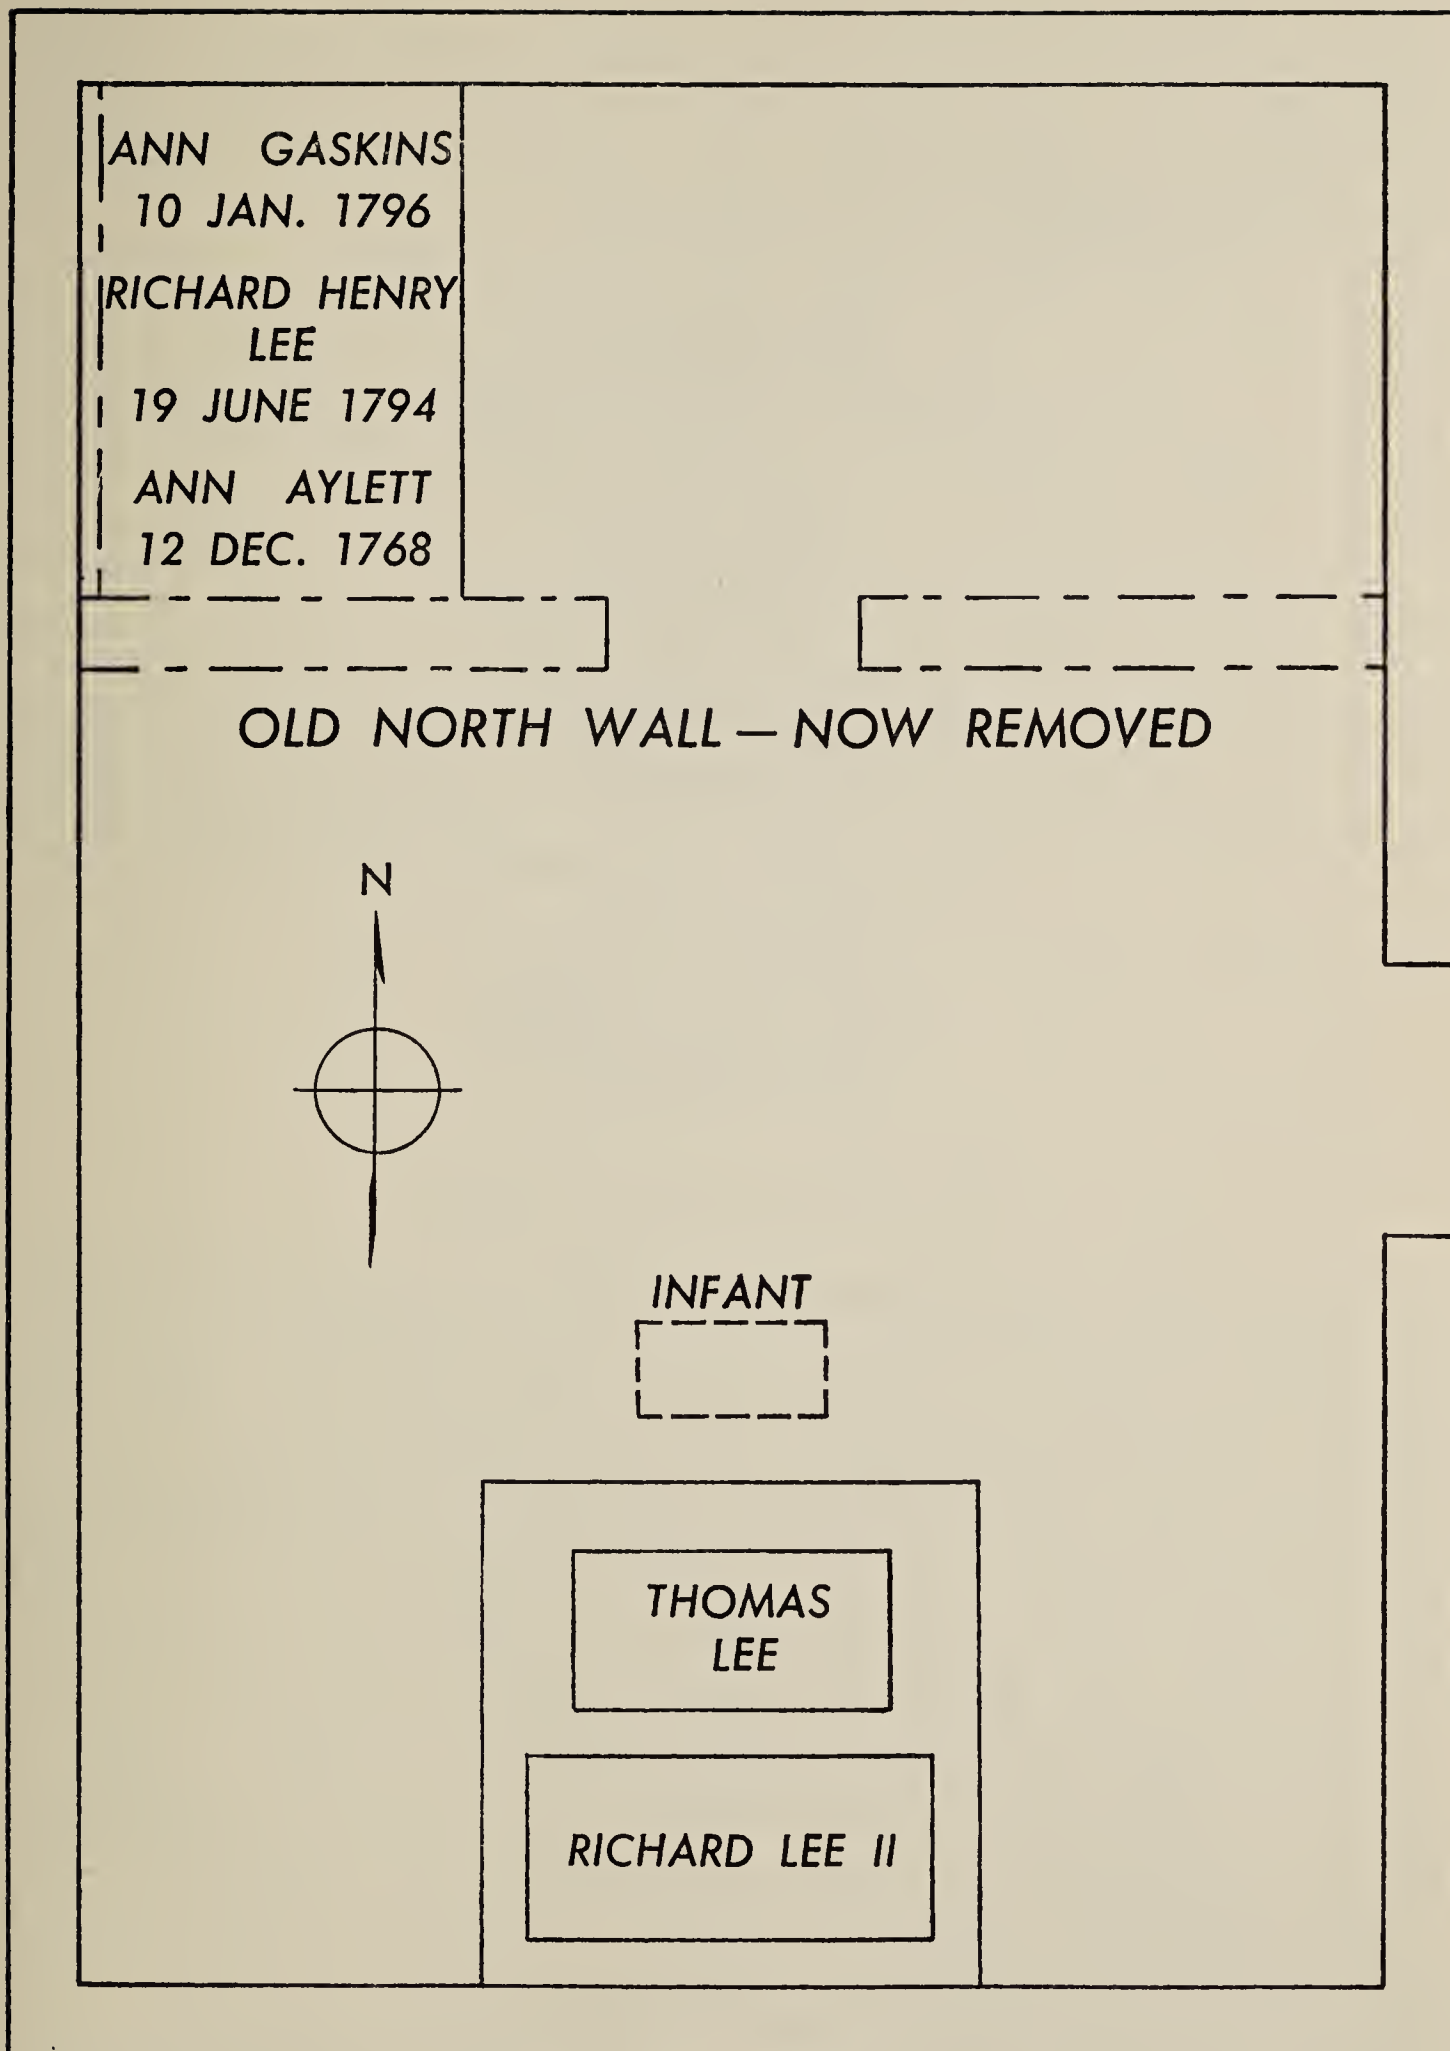 ANN GASKINS
10 JAN. 1796
RICHARD HENRY
LEE
19 JUNE 1794
ANN AYLETT
12 DEC. 1768
OLD NORTH WALL — NOW REMOVED
N
INFANT
THOMAS
LEE
RICHARD LEE II